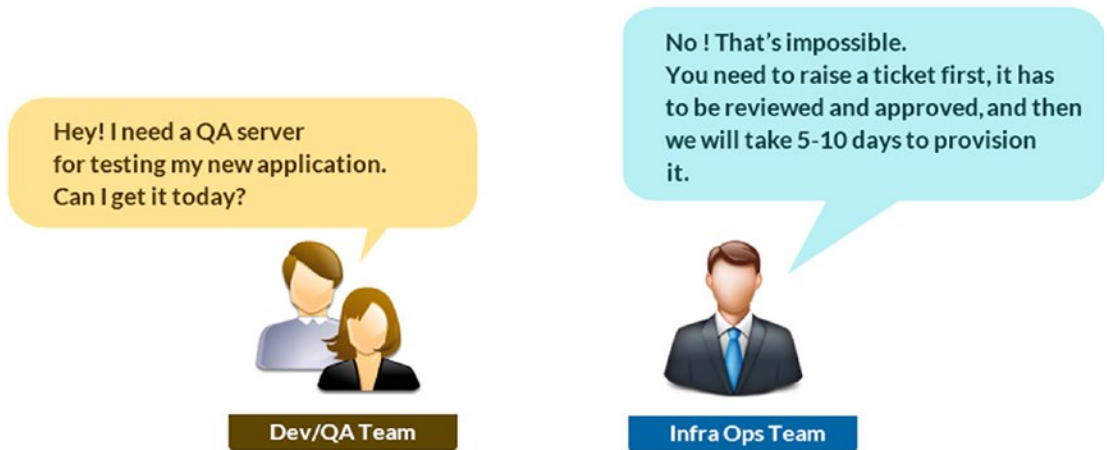 Hey! I need a QA server
for testing my new application.
Can I get it today?
No ! That’s impossible.
You need to raise a ticket first, it has
to be reviewed and approved, and then
we will take 5-10 days to provision
it.
Dev/QA Team
Infra Ops Team